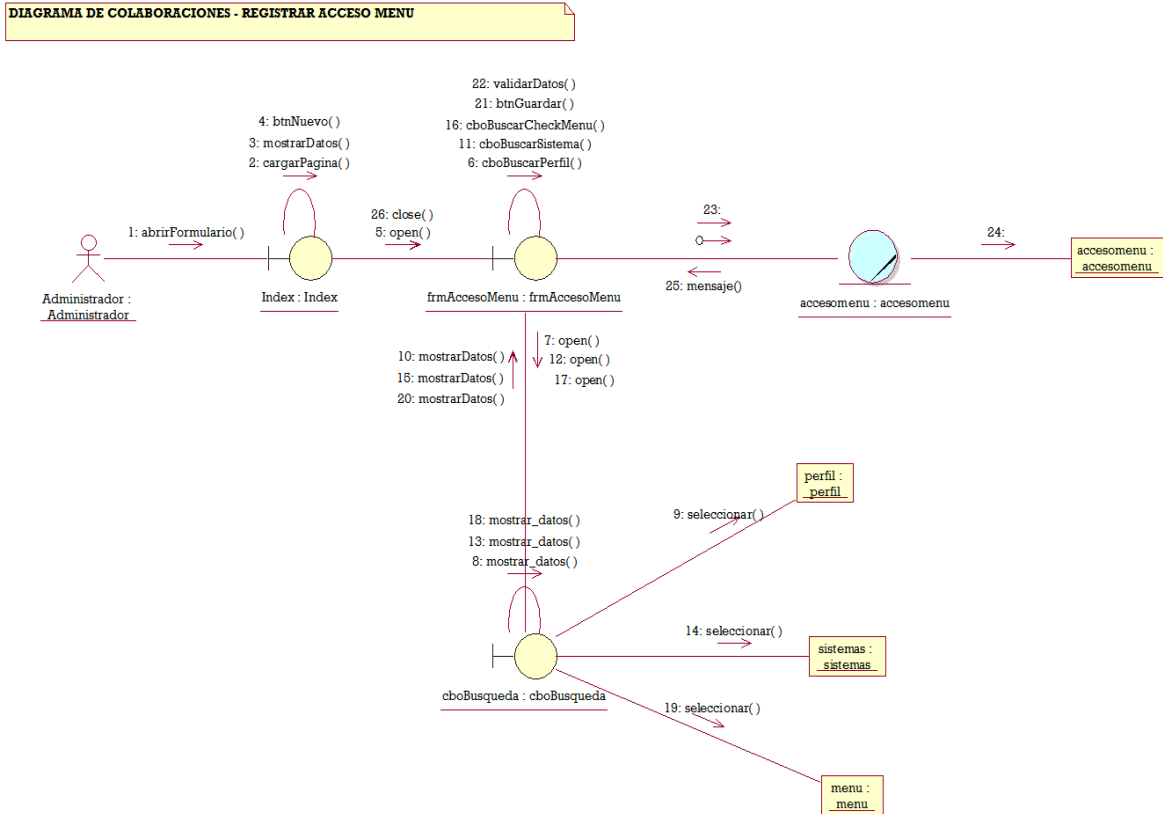 DIAGRAMA DE COLABORACIONES - REGISTRAR ACCESO MENU
22: validarDatos( )
21: btnGuardar( )
16: cboBuscarCheckMenu( )
11: cboBuscarSistema( )
6: cboBuscarPerfil( )
4: btnNuevo( )
3: mostrarDatos( )
2: cargarPagina( )
1: abrirFormulario( )
26: close( )
5: open( )
23:
24:
25: mensaje()
Administrador :
Administrador
Index : Index
frmAccesoMenu : frmAccesoMenu
accesomenu : accesomenu
accesomenu :
accesomenu
10: mostrarDatos( )
15: mostrarDatos( )
20: mostrarDatos( )
7: open( )
12: open( )
17: open( )
perfil :
perfil
9: seleccionar( )
18: mostrar_datos( )
13: mostrar_datos( )
8: mostrar_datos( )
14: seleccionar( )
sistemas :
sistemas
cboBusqueda : cboBusqueda
19: seleccionar( )
menu :
menu